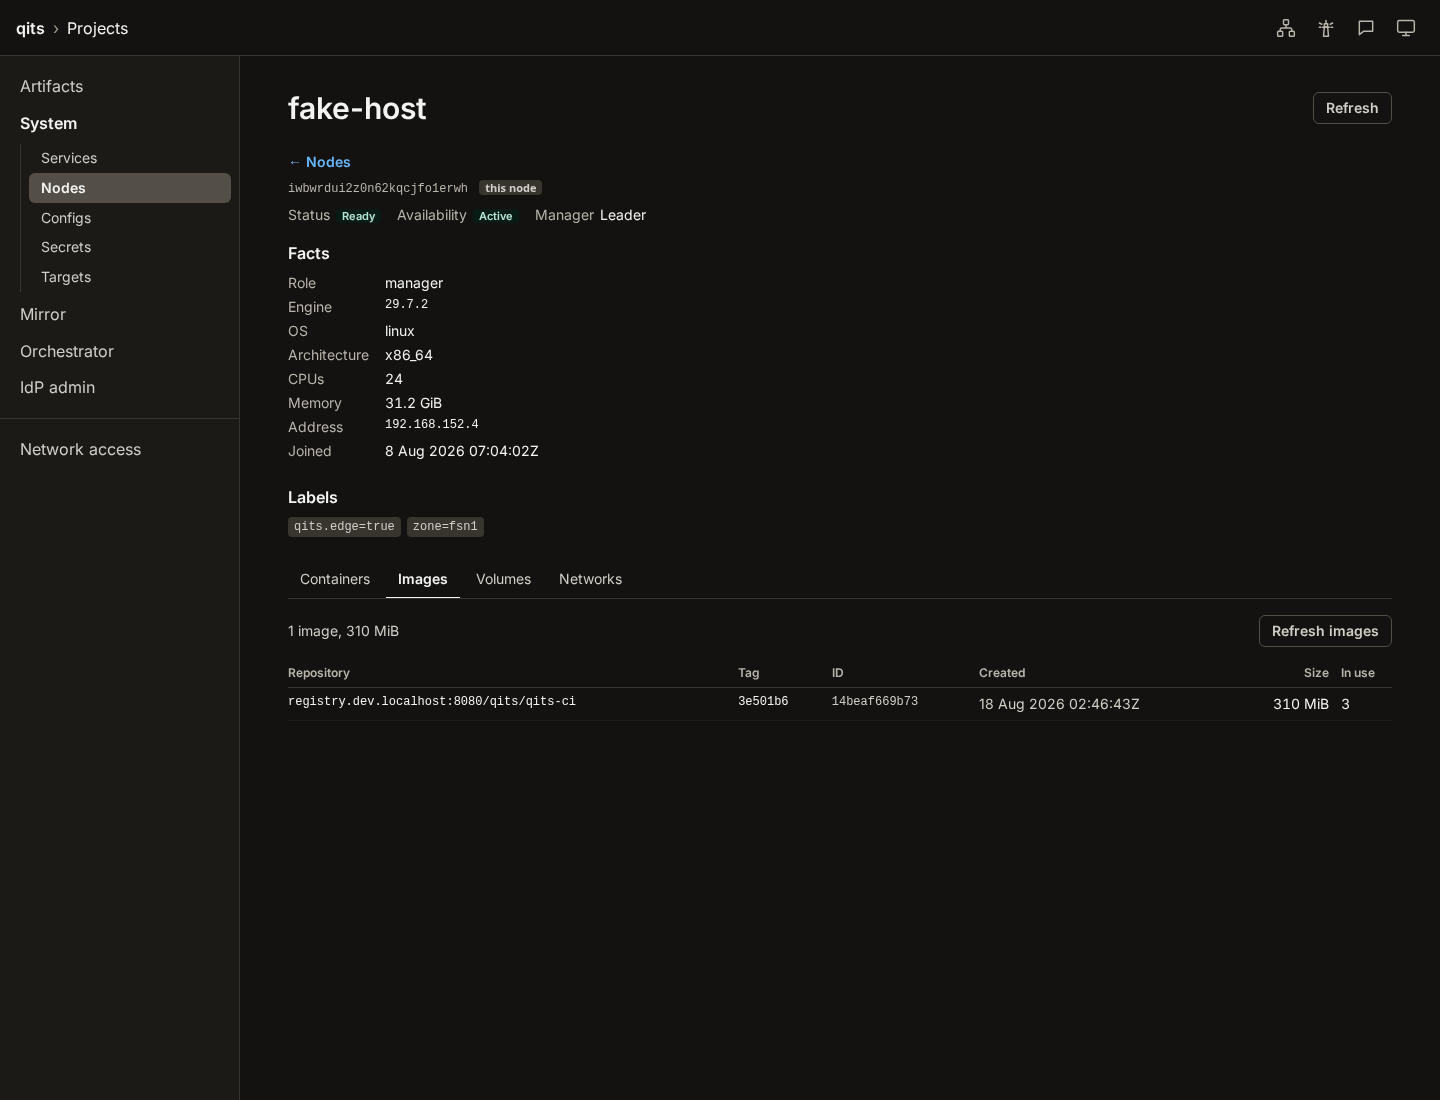 qits › Projects
Artifacts
System
Services
Nodes
Configs
Secrets
Targets
Mirror
Orchestrator
IdP admin
Network access
fake-host
Refresh
← Nodes
iwbwrdui2z0n62kqcjfo1erwh this node
Status Ready Availability Active Manager Leader
Facts
Role manager
Engine 29.7.2
OS linux
Architecture x86_64
CPUs 24
Memory 31.2 GiB
Address 192.168.152.4
Joined 8 Aug 2026 07:04:02Z
Labels
qits.edge=true zone=fsn1
Containers Images Volumes Networks
1 image, 310 MiB
Refresh images
Repository Tag ID Created Size In use
registry.dev.localhost:8080/qits/qits-ci 3e501b6 14beaf669b73 18 Aug 2026 02:46:43Z 310 MiB 3